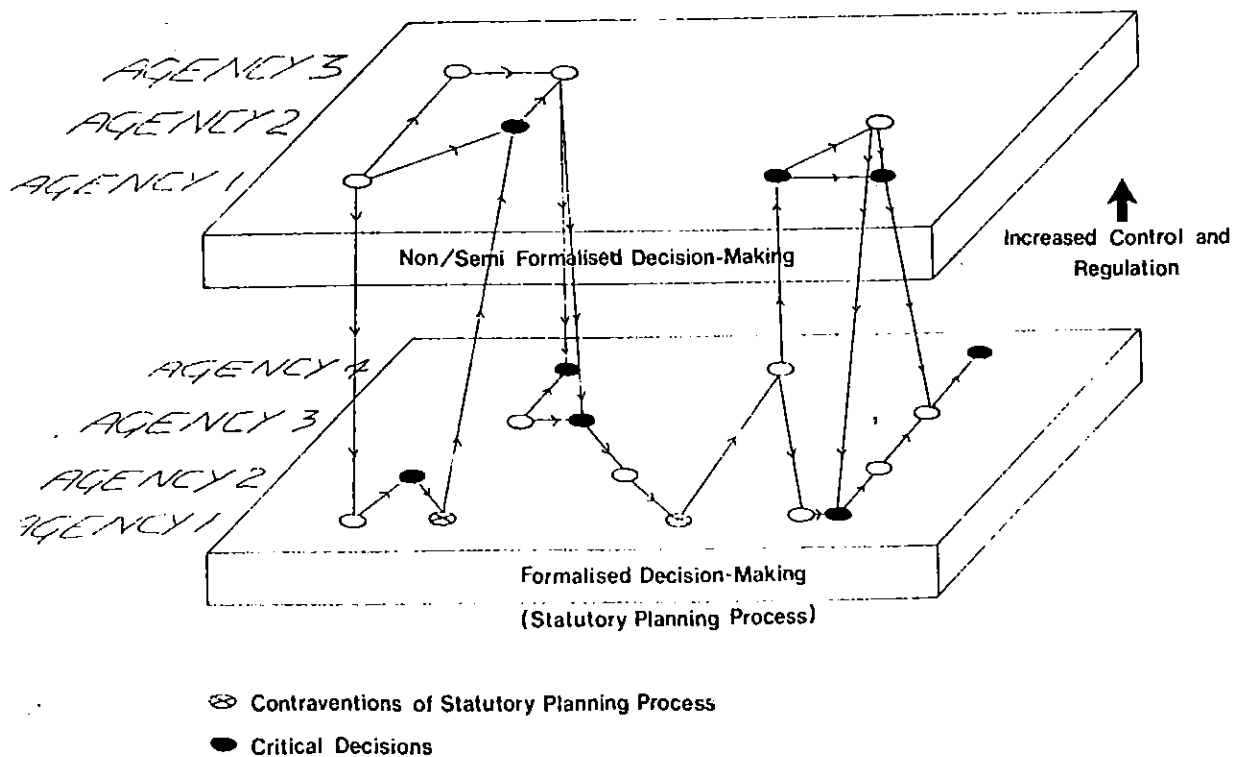 AGENCY 3
AGENCY 2
AGENCY 1
Non/Semi Formalised Decision-Making
Increased Control and
Regulation
AGENCY 4
AGENCY 3
AGENCY 2
AGENCY 1
Formalised Decision-Making
(Statutory Planning Process)
Contraventions of Statutory Planning Process
Critical Decisions